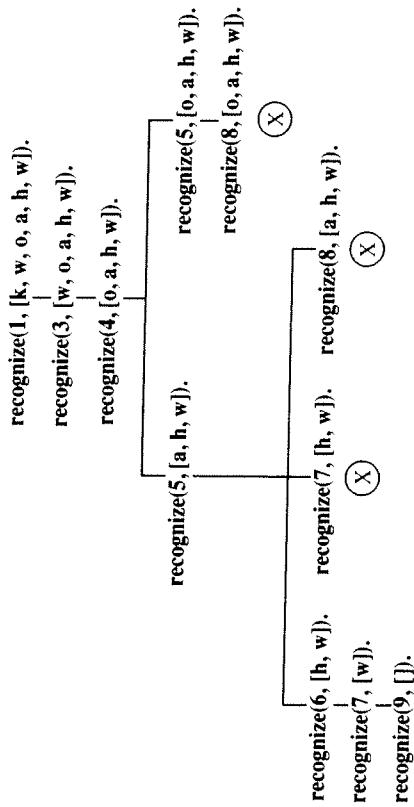 recognize(1, [k, w, o, a, h, w]).
recognize(3, [w, o, a, h, w]).
recognize(4, [o, a, h, w]).
recognize(5, [a, h, w]).
recognize(5, [o, a, h, w]).
recognize(8, [o, a, h, w]).
X
recognize(6, [h, w]).
recognize(7, [h, w]).
recognize(8, [a, h, w]).
X
X
recognize(7, [w]).
recognize(9, []).